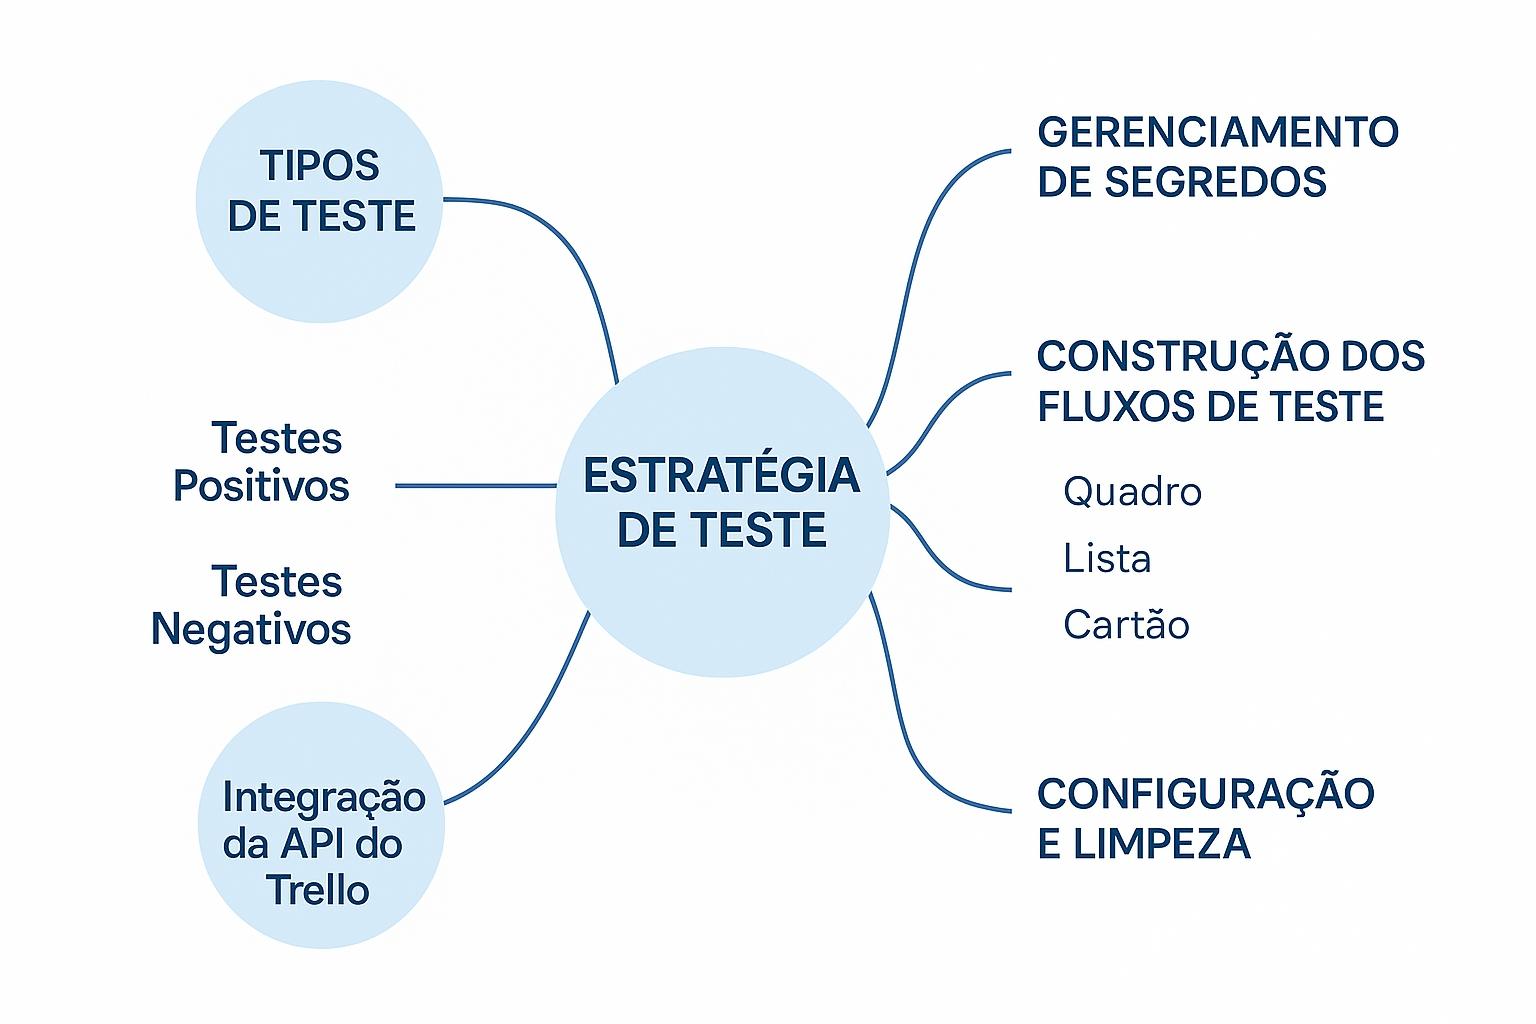 TIPOS
DE TESTE
Testes
Positivos
Testes
Negativos
Integração
da API do
Trello
ESTRATÉGIA
DE TESTE
GERENCIAMENTO
DE SEGREDOS
CONSTRUÇÃO DOS
FLUXOS DE TESTE
Quadro
Lista
Cartão
CONFIGURAÇÃO
E LIMPEZA